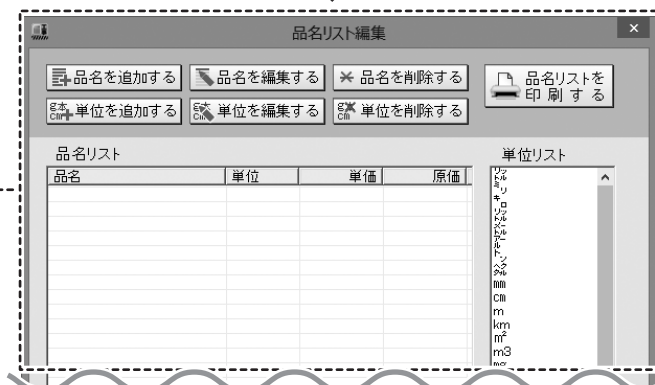 品名リスト編集
×
品名を追加する
品名を編集する
品名を削除する
品名リストを
印刷する
単位を追加する
単位を編集する
単位を削除する
品名リスト
単位リスト
品名 単位 単価 原価
mm
cm
m
km
m²
m3